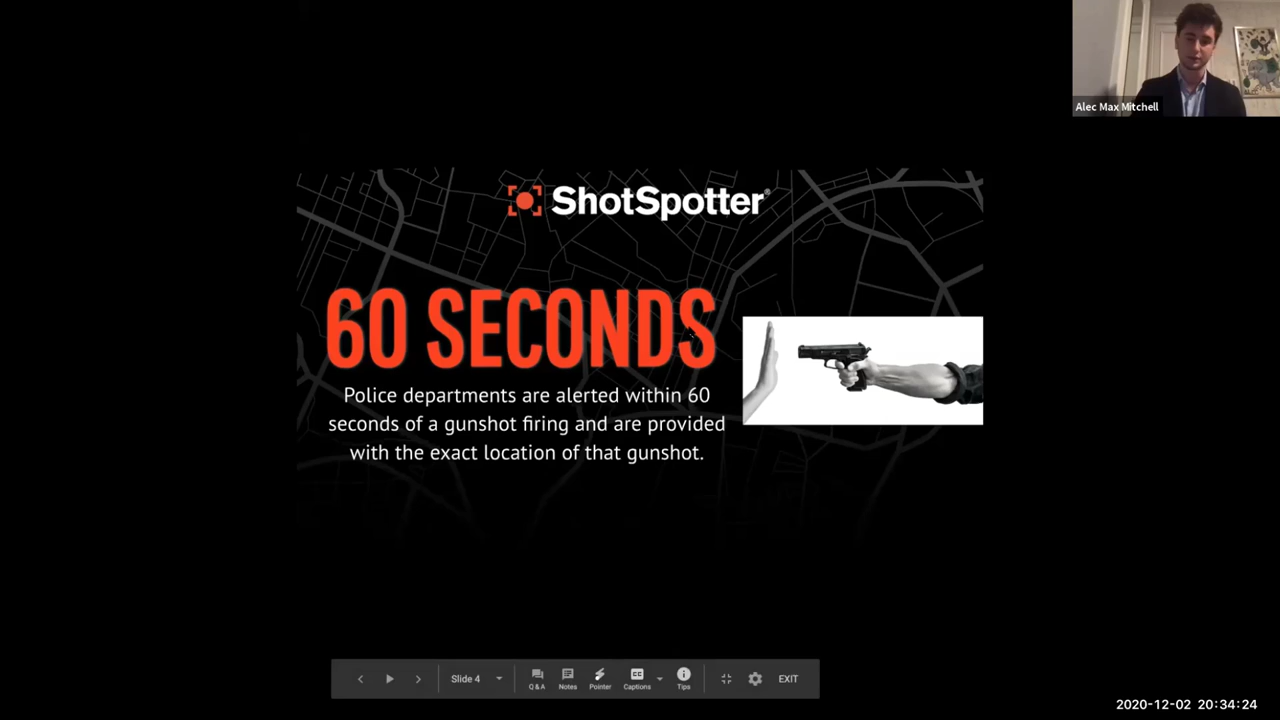 Alec Max Mitchell
ShotSpotter®
60 SECONDS
Police departments are alerted within 60
seconds of a gunshot firing and are provided
with the exact location of that gunshot.
Slide 4
Q & A
Notes
Pointer
CC
Captions
Tips
EXIT
2020-12-02 20:34:24